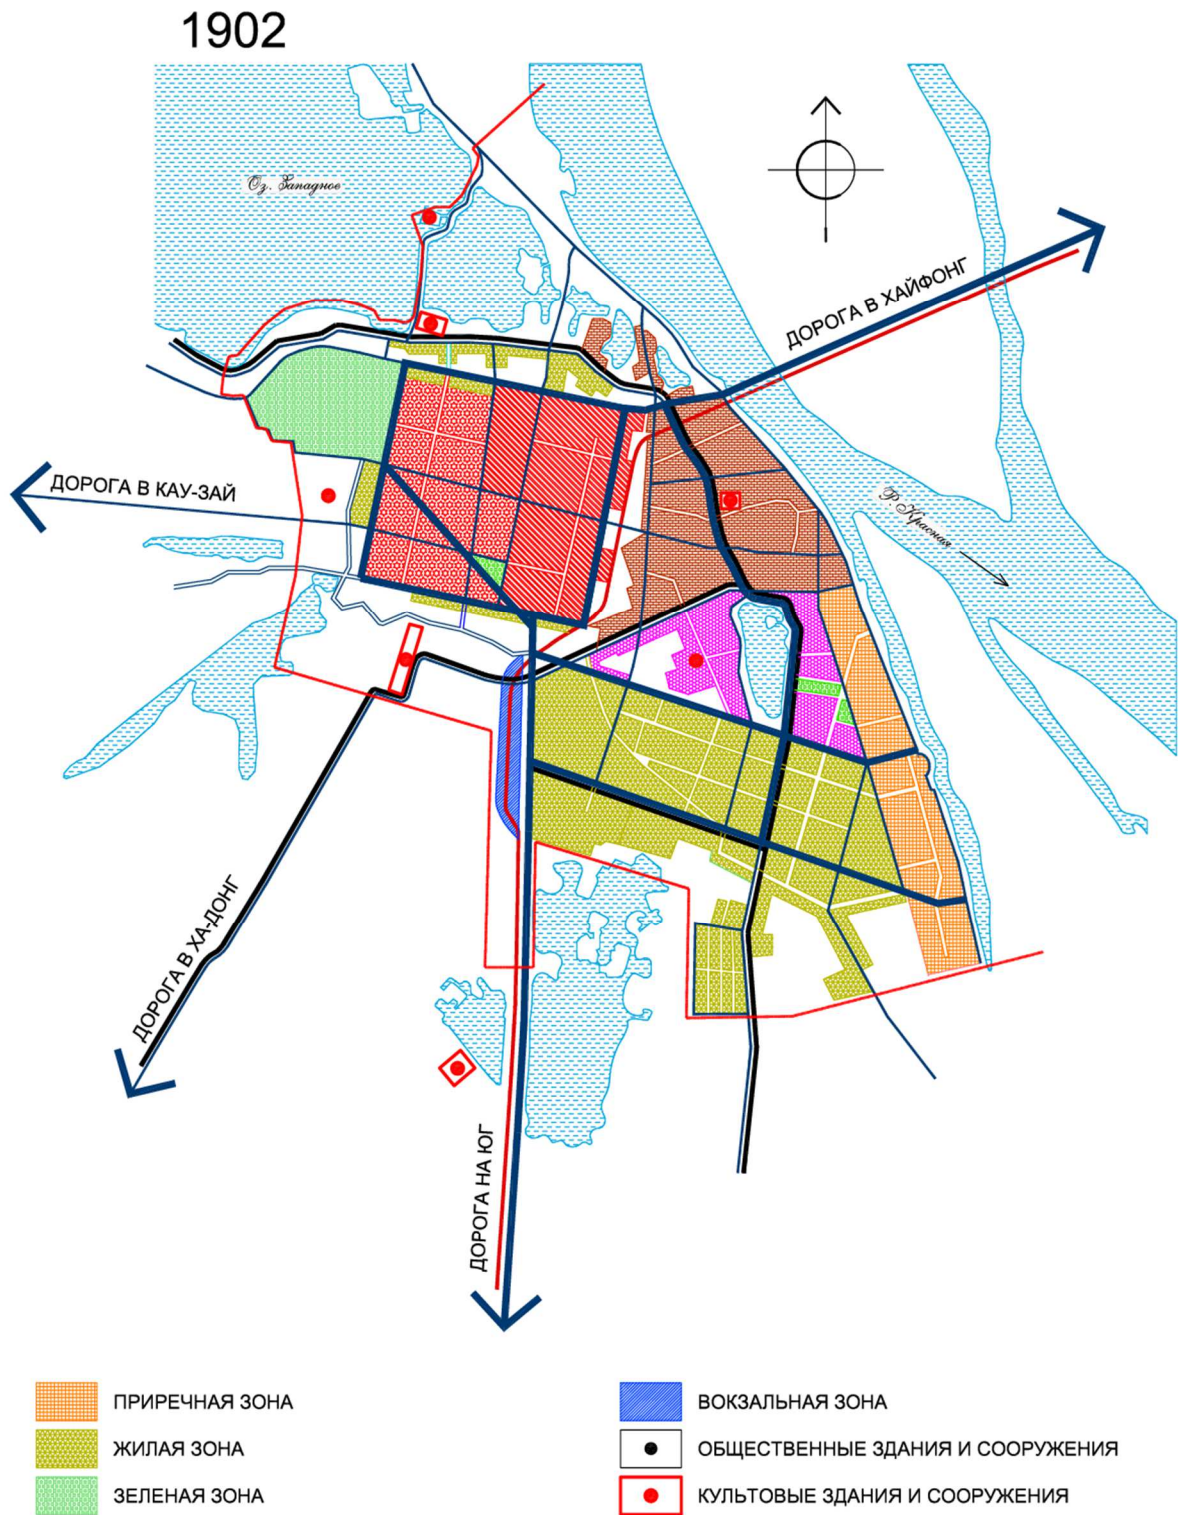 1902
Оз. Западное
ДОРОГА В ХАЙФОНГ
ДОРОГА В КАУ-ЗАЙ
Р. Красная
ДОРОГА В ХА-ДОНГ
ДОРОГА НА ЮГ
ПРИРЕЧНАЯ ЗОНА
ЖИЛАЯ ЗОНА
ЗЕЛЕНАЯ ЗОНА
ВОКЗАЛЬНАЯ ЗОНА
ОБЩЕСТВЕННЫЕ ЗДАНИЯ И СООРУЖЕНИЯ
КУЛЬТОВЫЕ ЗДАНИЯ И СООРУЖЕНИЯ